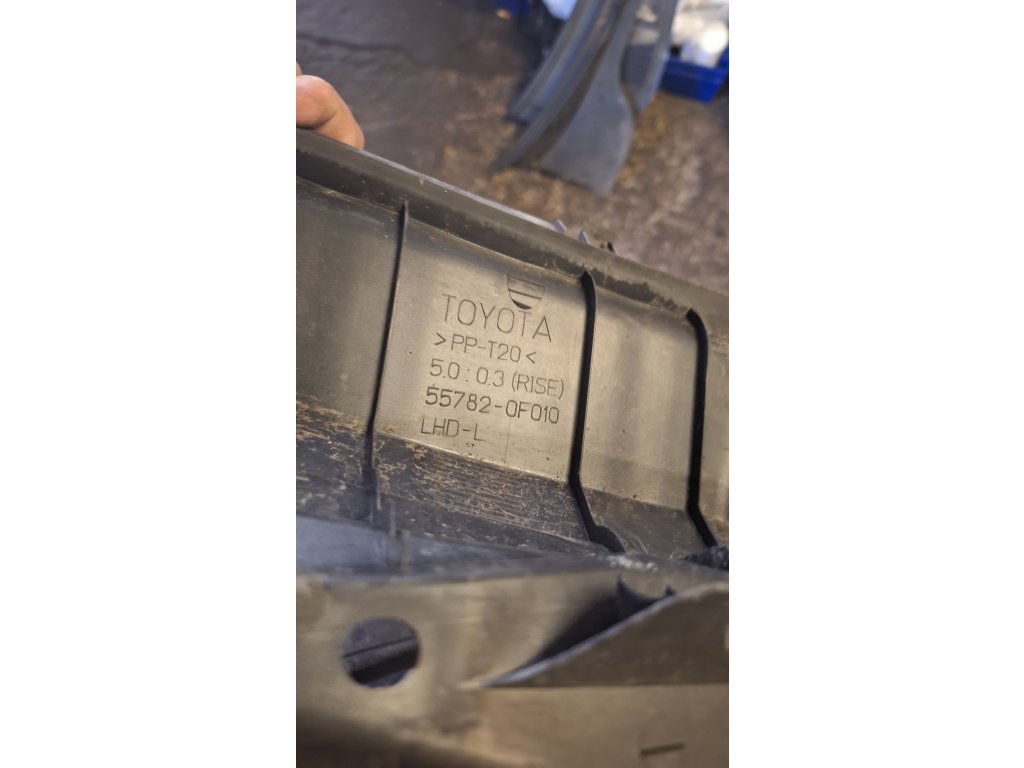 TOYOTA
>PP-T20<
5.0 : 0.3 (RISE)
55782-0F010
LHD-L